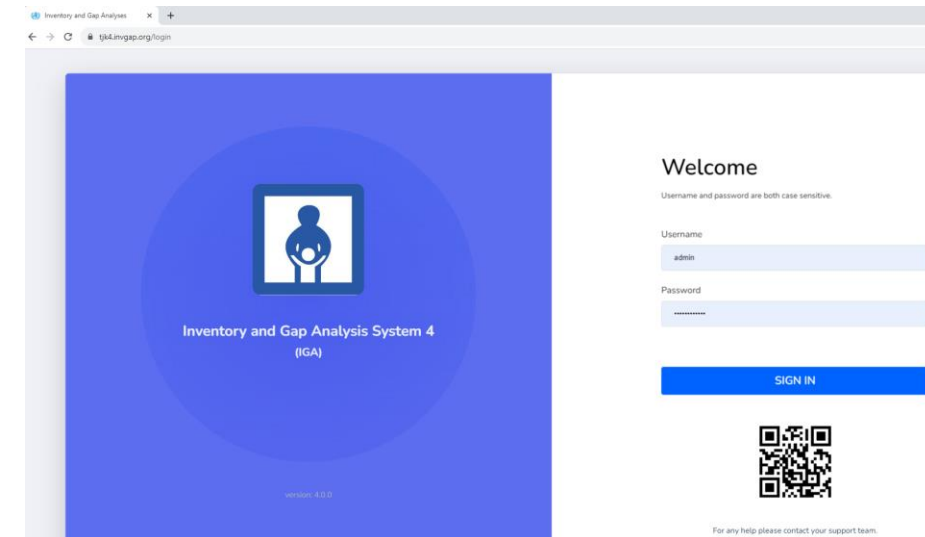 Inventory and Gap Analyses
tjk4.invgap.org/login
Inventory and Gap Analysis System 4
(IGA)
version: 4.0.0
Welcome
Username and password are both case sensitive.
Username
admin
Password
SIGN IN
For any help please contact your support team.